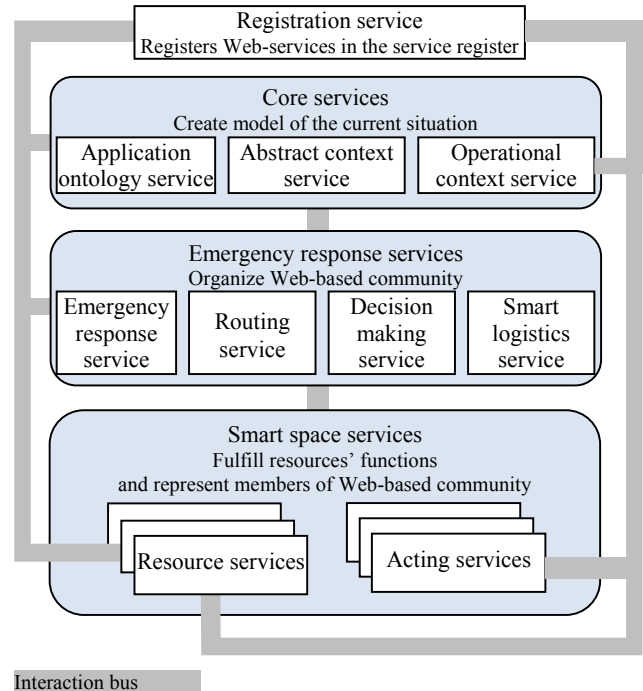 Registration service
Registers Web-services in the service register
Core services
Create model of the current situation
Application
ontology service
Abstract context
service
Operational
context service
Emergency response services
Organize Web-based community
Emergency
response
service
Routing
service
Decision
making
service
Smart
logistics
service
Smart space services
Fulfill resources’ functions
and represent members of Web-based community
Resource services
Acting services
Interaction bus